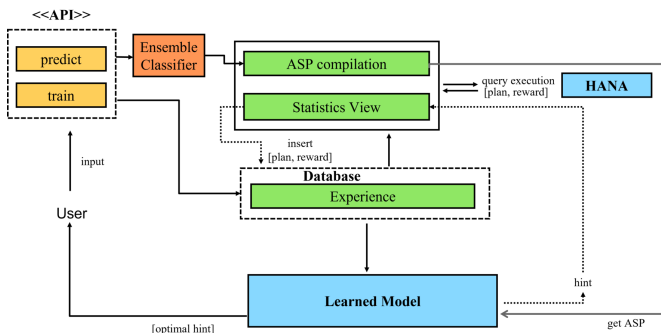 <<API>>
predict
train
Ensemble
Classifier
ASP compilation
Statistics View
query execution
[plan, reward]
HANA
insert
[plan, reward]
input
Database
Experience
User
Learned Model
hint
[optimal hint]
get ASP